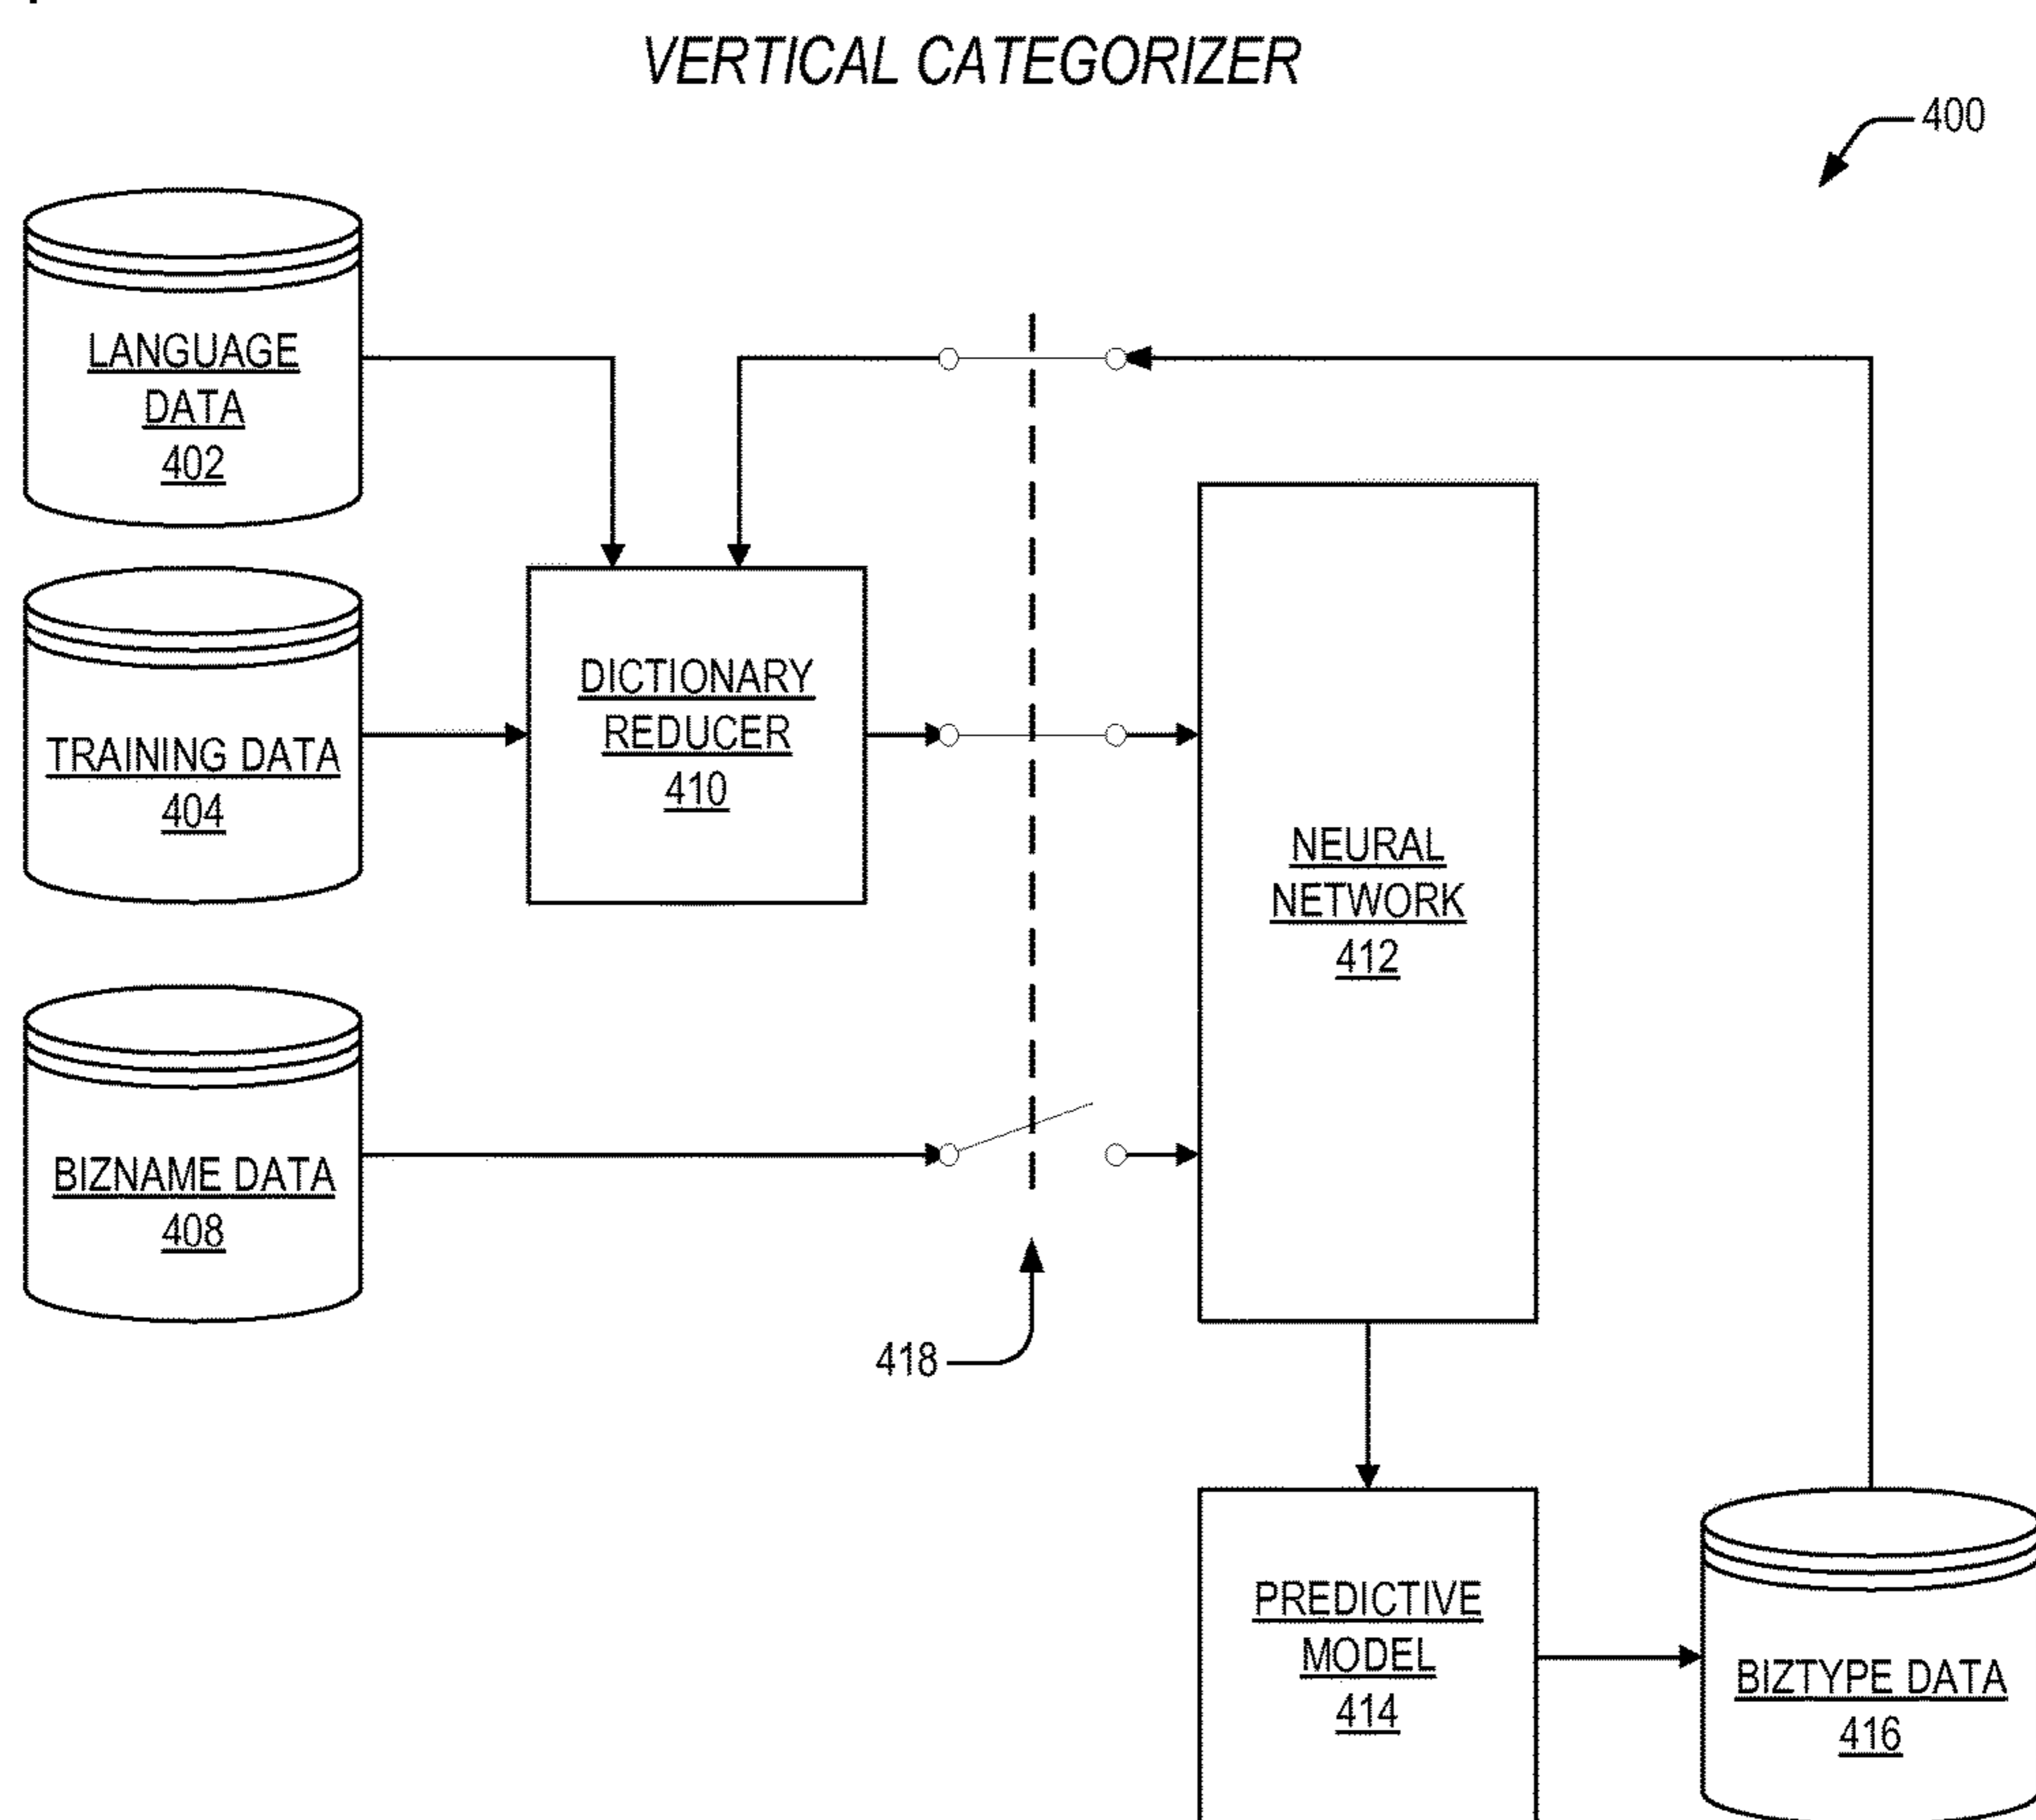 VERTICAL CATEGORIZER
400
LANGUAGE
DATA
402
TRAINING DATA
404
DICTIONARY
REDUCER
410
NEURAL
NETWORK
412
BIZNAME DATA
408
418
PREDICTIVE
MODEL
414
BIZTYPE DATA
416